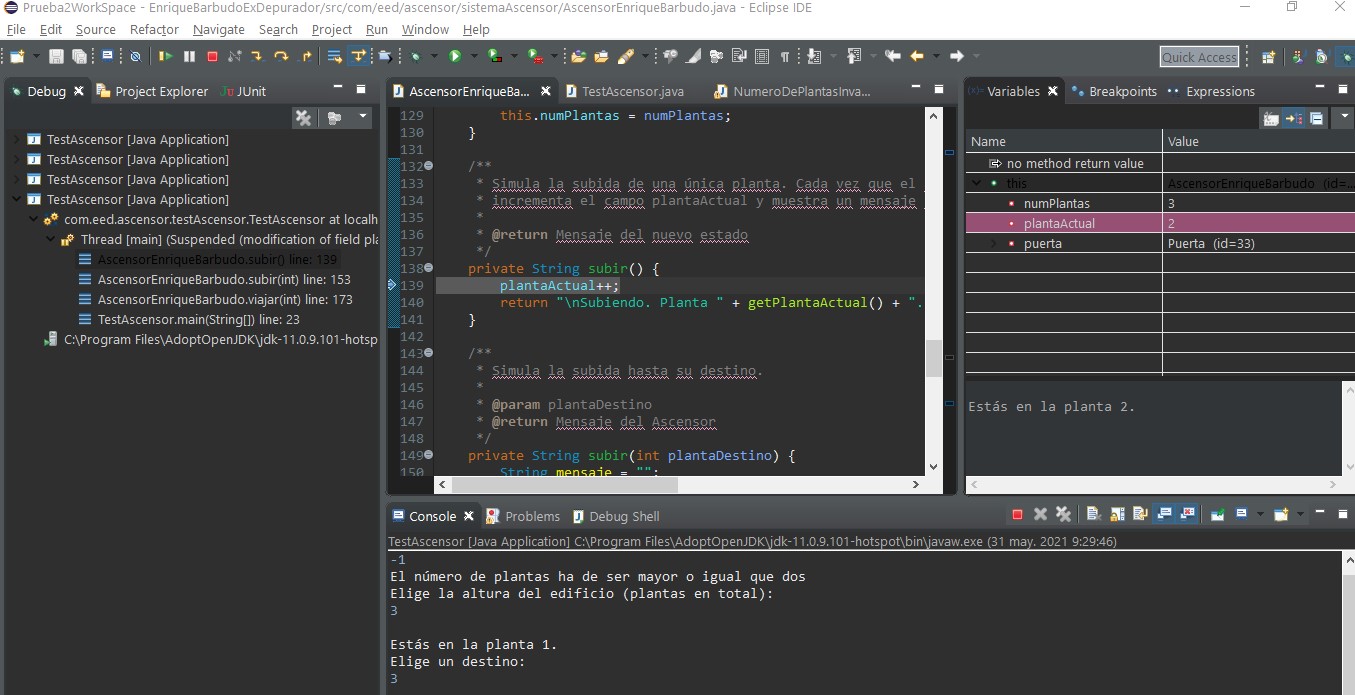 Prueba2WorkSpace - EnriqueBarbudoExDepurador/src/com/eed/ascensor/sistemaAscensor/AscensorEnriqueBarbudo.java - Eclipse IDE
File Edit Source Refactor Navigate Search Project Run Window Help
Quick Access
Debug Project Explorer JUnit
TestAscensor [Java Application]
TestAscensor [Java Application]
TestAscensor [Java Application]
TestAscensor [Java Application]
com.eed.ascensor.testAscensor.TestAscensor at localh
Thread [main] (Suspended (modification of field pla
AscensorEnriqueBarbudo.subir() line: 139
AscensorEnriqueBarbudo.subir(int) line: 153
AscensorEnriqueBarbudo.viajar(int) line: 173
TestAscensor.main(String[]) line: 23
C:\Program Files\AdoptOpenJDK\jdk-11.0.9.101-hotsp
AscensorEnriqueBa... TestAscensor.java NumeroDePlantasInva...
129 this.numPlantas = numPlantas;
130 }
131
132 /**
133 * Simula la subida de una única planta. Cada vez que el
134 * incrementa el campo plantaActual y muestra un mensaje
135 *
136 * @return Mensaje del nuevo estado
137 */
138 private String subir() {
139 plantaActual++;
140 return "\nSubiendo. Planta " + getPlantaActual() + ".
141 }
142
143 /**
144 * Simula la subida hasta su destino.
145 *
146 * @param plantaDestino
147 * @return Mensaje del Ascensor
148 */
149 private String subir(int plantaDestino) {
150 String mensaje = "";
Variables Breakpoints Expressions
Name Value
no method return value
this AscensorEnriqueBarbudo (id=...
numPlantas 3
plantaActual 2
puerta Puerta (id=33)
Estás en la planta 2.
Console Problems Debug Shell
TestAscensor [Java Application] C:\Program Files\AdoptOpenJDK\jdk-11.0.9.101-hotspot\bin\javaw.exe (31 may. 2021 9:29:46)
-1
El número de plantas ha de ser mayor o igual que dos
Elige la altura del edificio (plantas en total):
3
Estás en la planta 1.
Elige un destino:
3